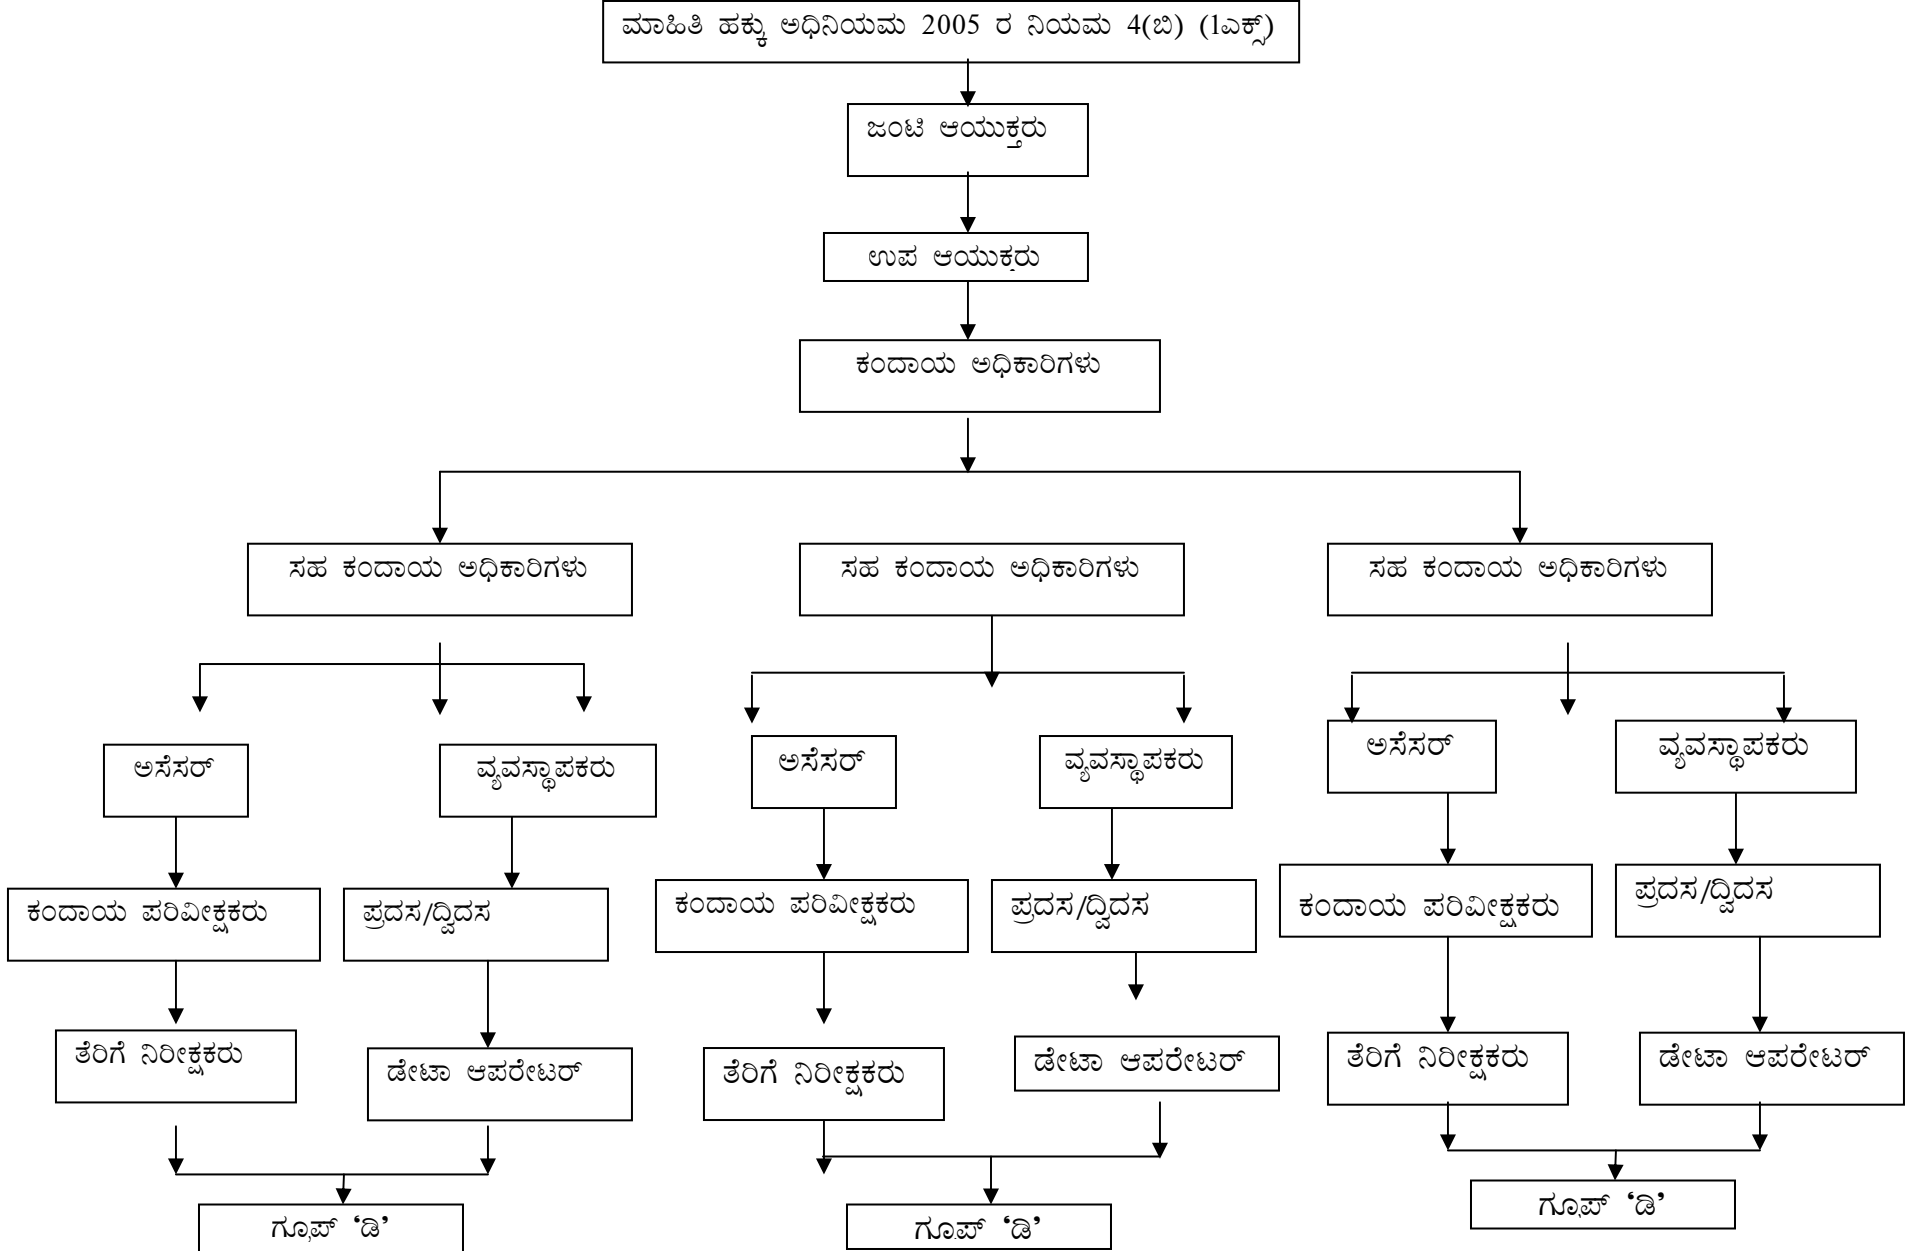 ಮಾಹಿತಿ ಹಕ್ಕು ಅಧಿನಿಯಮ 2005 ರ ನಿಯಮ 4(ಬಿ) (1ಎಕ್ಸ್)
ಜಂಟಿ ಆಯುಕ್ತರು
ಉಪ ಆಯುಕ್ತರು
ಕಂದಾಯ ಅಧಿಕಾರಿಗಳು
ಸಹ ಕಂದಾಯ ಅಧಿಕಾರಿಗಳು
ಸಹ ಕಂದಾಯ ಅಧಿಕಾರಿಗಳು
ಸಹ ಕಂದಾಯ ಅಧಿಕಾರಿಗಳು
ಅಸೆಸರ್
ವ್ಯವಸ್ಥಾಪಕರು
ಅಸೆಸರ್
ವ್ಯವಸ್ಥಾಪಕರು
ಅಸೆಸರ್
ವ್ಯವಸ್ಥಾಪಕರು
ಕಂದಾಯ ಪರಿವೀಕ್ಷಕರು
ಪ್ರದಸ/ದ್ವಿದಸ
ಕಂದಾಯ ಪರಿವೀಕ್ಷಕರು
ಪ್ರದಸ/ದ್ವಿದಸ
ಕಂದಾಯ ಪರಿವೀಕ್ಷಕರು
ಪ್ರದಸ/ದ್ವಿದಸ
ತೆರಿಗೆ ನಿರೀಕ್ಷಕರು
ಡೇಟಾ ಆಪರೇಟರ್
ತೆರಿಗೆ ನಿರೀಕ್ಷಕರು
ಡೇಟಾ ಆಪರೇಟರ್
ತೆರಿಗೆ ನಿರೀಕ್ಷಕರು
ಡೇಟಾ ಆಪರೇಟರ್
ಗ್ರೂಪ್ ‘ಡಿ’
ಗ್ರೂಪ್ ‘ಡಿ’
ಗ್ರೂಪ್ ‘ಡಿ’